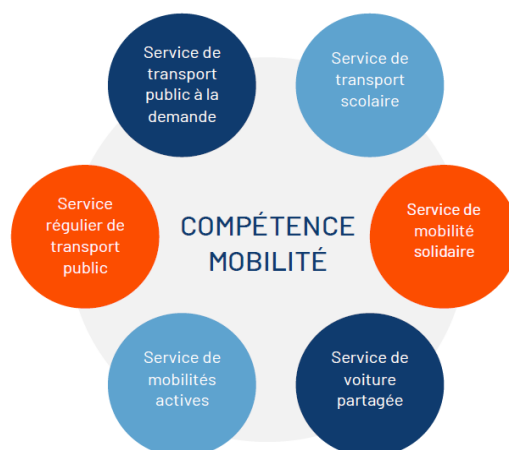 Service de
transport
public à la
demande
Service de
transport
scolaire
Service
régulier de
transport
public
COMPÉTENCE
MOBILITÉ
Service de
mobilité
solidaire
Service de
mobilités
actives
Service de
voiture
partagée